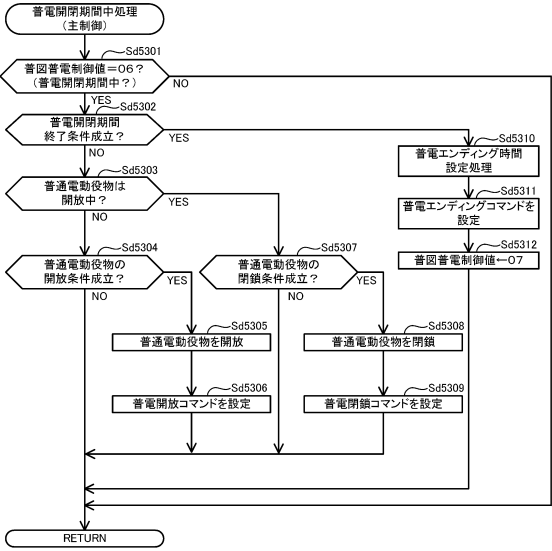 普電開閉期間中処理
(主制御)
Sd5301
普図普電制御値=06?
(普電開閉期間中?)
NO
YES
Sd5302
普電開閉期間
終了条件成立?
YES
NO
Sd5310
普電エンディング時間
設定処理
Sd5303
普通電動役物は
開放中?
YES
NO
Sd5311
普電エンディングコマンドを
設定
Sd5304
普通電動役物の
開放条件成立?
YES
NO
Sd5307
普通電動役物の
閉鎖条件成立?
YES
NO
Sd5312
普図普電制御値←07
Sd5305
普通電動役物を開放
Sd5308
普通電動役物を閉鎖
Sd5306
普電開放コマンドを設定
Sd5309
普電閉鎖コマンドを設定
RETURN